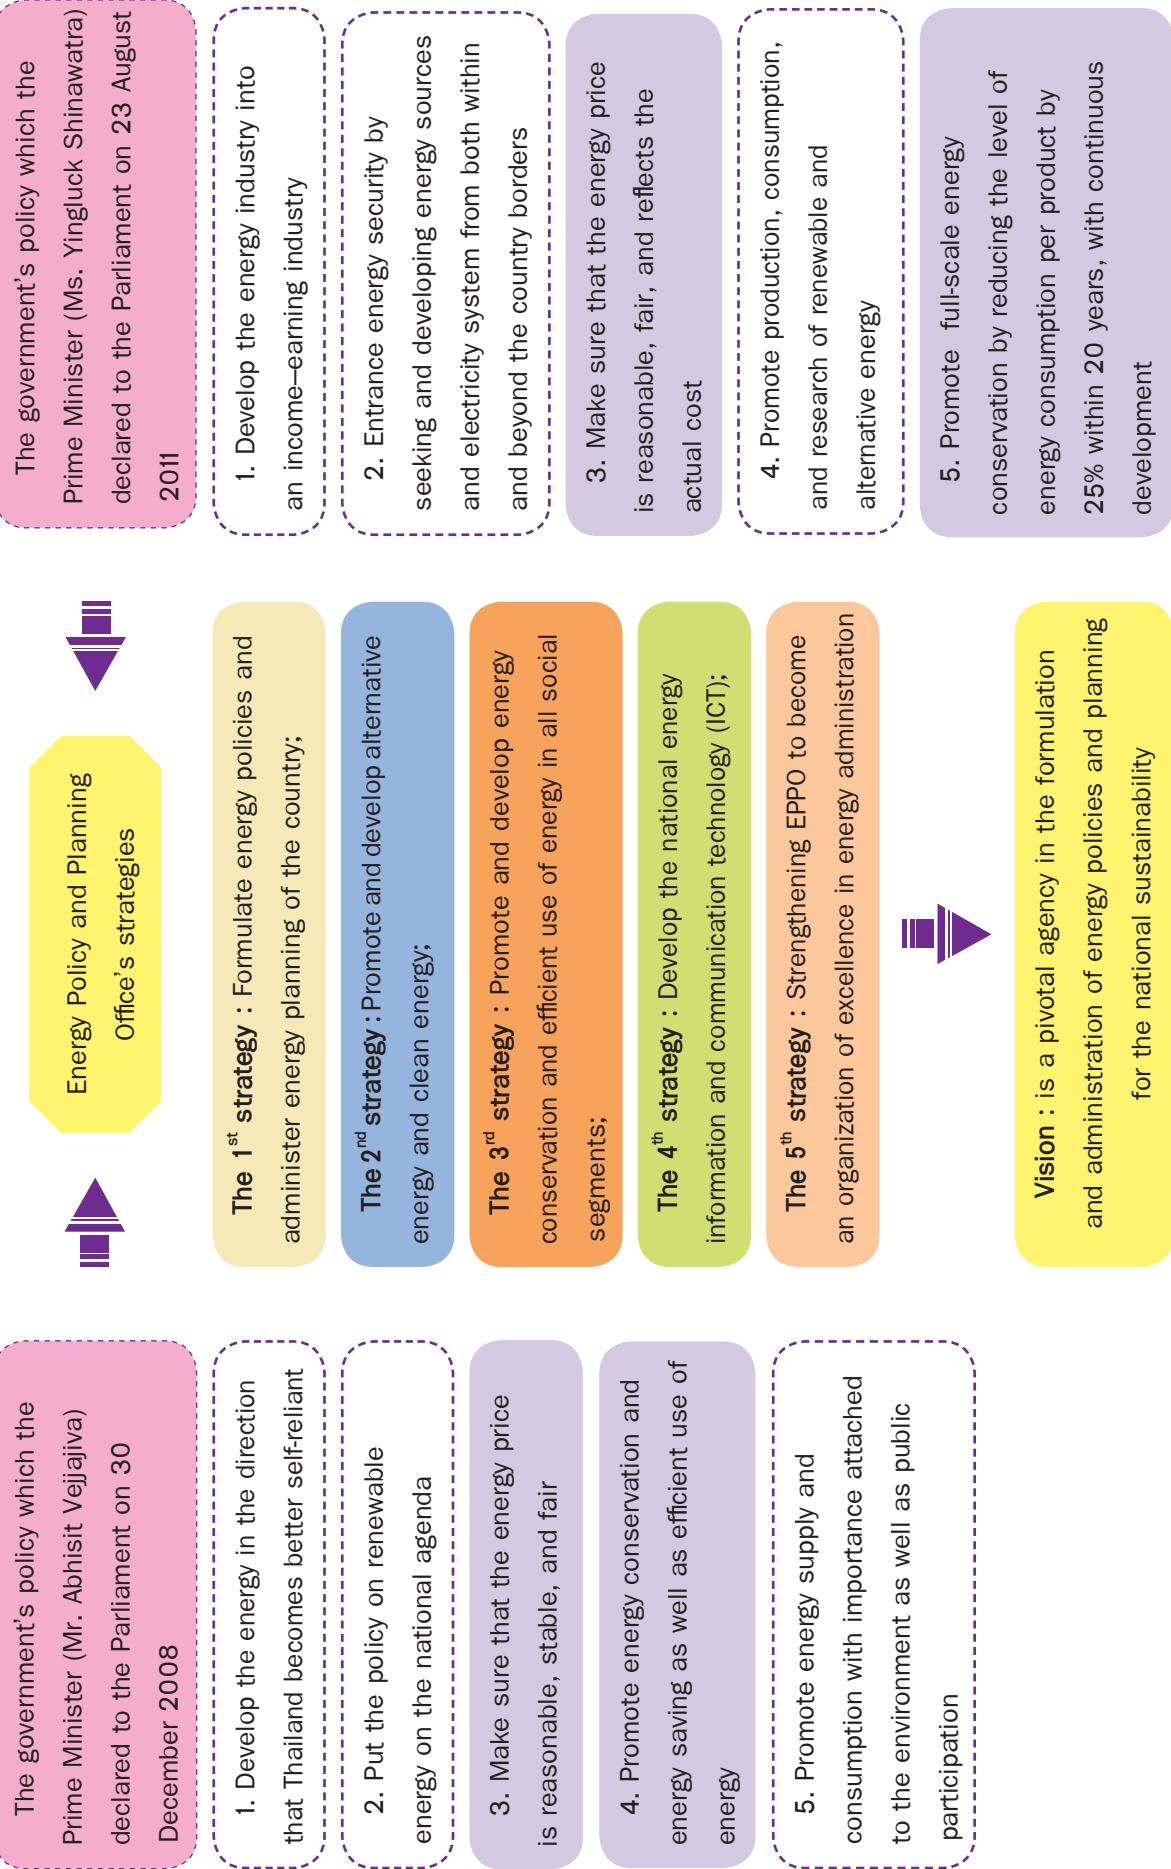 The government's policy which the
Prime Minister (Mr. Abhisit Vejjajiva)
declared to the Parliament on 30
December 2008
1. Develop the energy in the direction
that Thailand becomes better self-reliant
2. Put the policy on renewable
energy on the national agenda
3. Make sure that the energy price
is reasonable, stable, and fair
4. Promote energy conservation and
energy saving as well as efficient use of
energy
5. Promote energy supply and
consumption with importance attached
to the environment as well as public
participation
Energy Policy and Planning
Office's strategies
The 1st strategy : Formulate energy policies and
administer energy planning of the country;
The 2nd strategy : Promote and develop alternative
energy and clean energy;
The 3rd strategy : Promote and develop energy
conservation and efficient use of energy in all social
segments;
The 4th strategy : Develop the national energy
information and communication technology (ICT);
The 5th strategy : Strengthening EPPO to become
an organization of excellence in energy administration
Vision : is a pivotal agency in the formulation
and administration of energy policies and planning
for the national sustainability
The government's policy which the
Prime Minister (Ms. Yingluck Shinawatra)
declared to the Parliament on 23 August
2011
1. Develop the energy industry into
an income–earning industry
2. Entrance energy security by
seeking and developing energy sources
and electricity system from both within
and beyond the country borders
3. Make sure that the energy price
is reasonable, fair, and reflects the
actual cost
4. Promote production, consumption,
and research of renewable and
alternative energy
5. Promote full-scale energy
conservation by reducing the level of
energy consumption per product by
25% within 20 years, with continuous
development